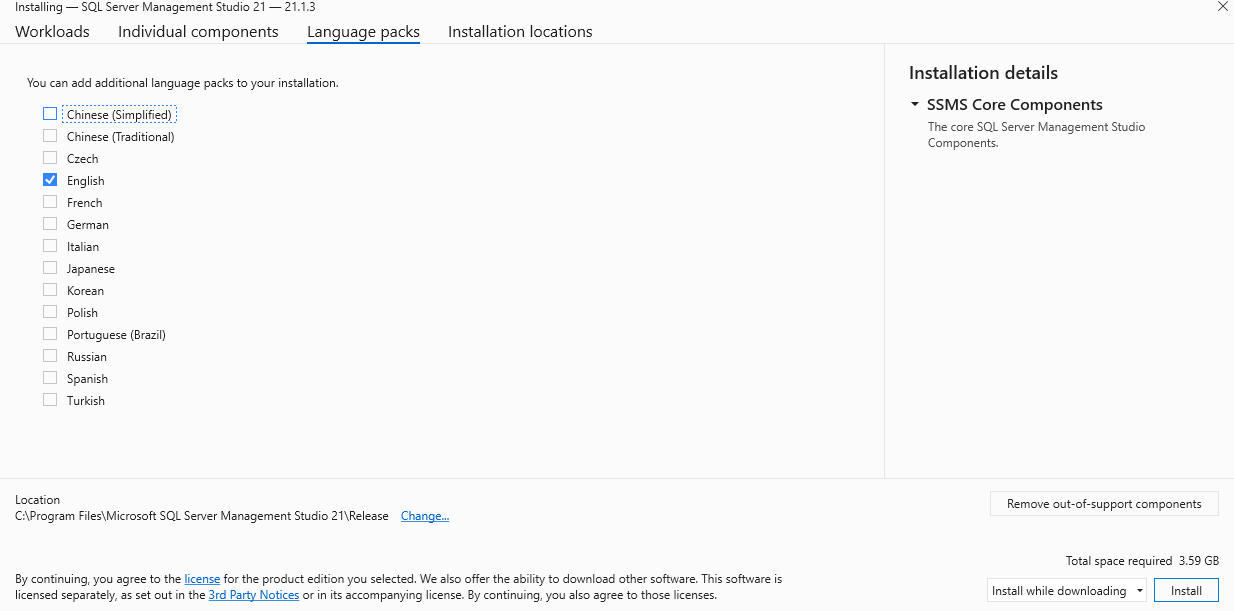 Installing — SQL Server Management Studio 21 — 21.1.3
Workloads Individual components Language packs Installation locations
You can add additional language packs to your installation.
Chinese (Simplified)
Chinese (Traditional)
Czech
English
French
German
Italian
Japanese
Korean
Polish
Portuguese (Brazil)
Russian
Spanish
Turkish
Installation details
SSMS Core Components
The core SQL Server Management Studio
Components.
Location
C:\Program Files\Microsoft SQL Server Management Studio 21\Release Change...
Remove out-of-support components
Total space required 3.59 GB
By continuing, you agree to the license for the product edition you selected. We also offer the ability to download other software. This software is
licensed separately, as set out in the 3rd Party Notices or in its accompanying license. By continuing, you also agree to those licenses.
Install while downloading
Install